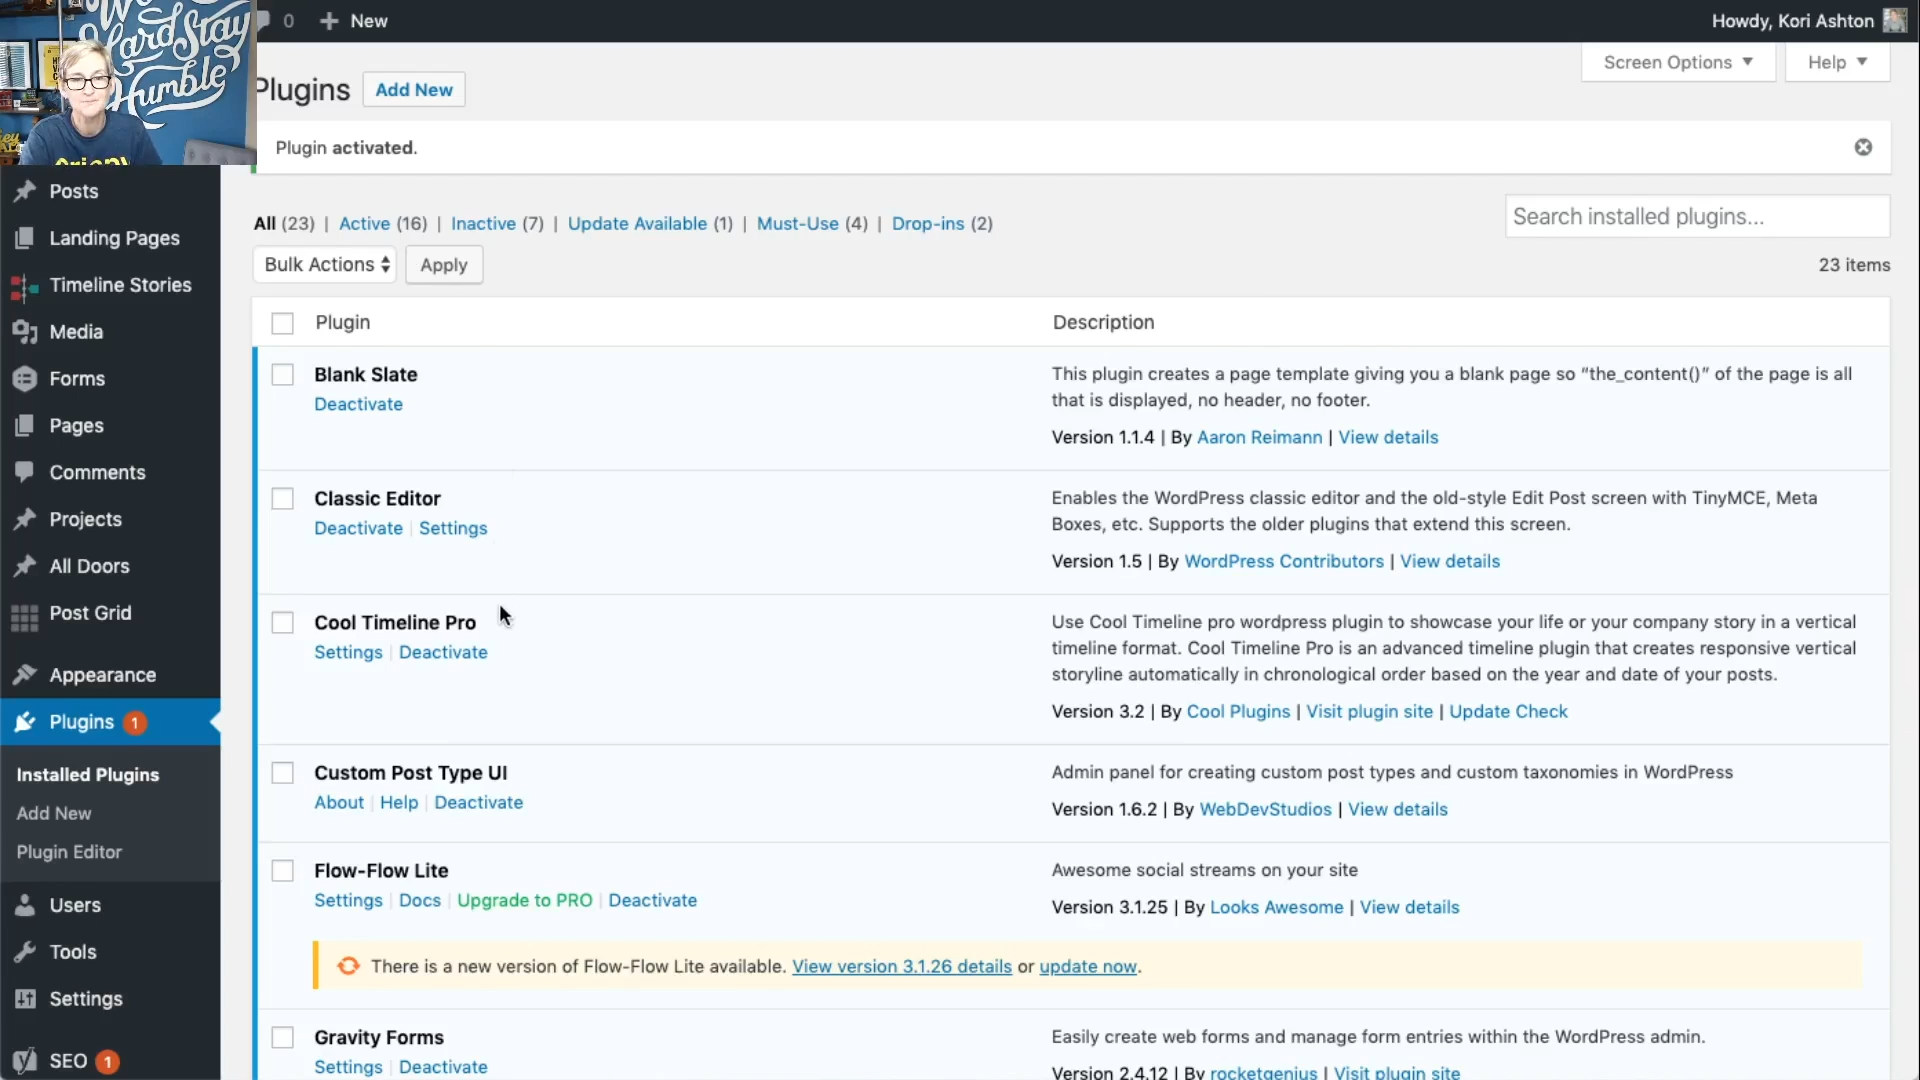 We
Hard Stay
Humble
0
New
Howdy, Kori Ashton
Plugins
Add New
Screen Options
Help
Plugin activated.
Posts
Landing Pages
Timeline Stories
Media
Forms
Pages
Comments
Projects
All Doors
Post Grid
Appearance
Plugins 1
Installed Plugins
Add New
Plugin Editor
Users
Tools
Settings
SEO 1
All (23) | Active (16) | Inactive (7) | Update Available (1) | Must-Use (4) | Drop-ins (2)
Search installed plugins...
Bulk Actions
Apply
23 items
Plugin
Description
Blank Slate
Deactivate
This plugin creates a page template giving you a blank page so “the_content()” of the page is all
that is displayed, no header, no footer.
Version 1.1.4 | By Aaron Reimann | View details
Classic Editor
Deactivate | Settings
Enables the WordPress classic editor and the old-style Edit Post screen with TinyMCE, Meta
Boxes, etc. Supports the older plugins that extend this screen.
Version 1.5 | By WordPress Contributors | View details
Cool Timeline Pro
Settings | Deactivate
Use Cool Timeline pro wordpress plugin to showcase your life or your company story in a vertical
timeline format. Cool Timeline Pro is an advanced timeline plugin that creates responsive vertical
storyline automatically in chronological order based on the year and date of your posts.
Version 3.2 | By Cool Plugins | Visit plugin site | Update Check
Custom Post Type UI
About | Help | Deactivate
Admin panel for creating custom post types and custom taxonomies in WordPress
Version 1.6.2 | By WebDevStudios | View details
Flow-Flow Lite
Settings | Docs | Upgrade to PRO | Deactivate
Awesome social streams on your site
Version 3.1.25 | By Looks Awesome | View details
There is a new version of Flow-Flow Lite available. View version 3.1.26 details or update now.
Gravity Forms
Settings | Deactivate
Easily create web forms and manage form entries within the WordPress admin.
Version 2.4.12 | By rocketgenius | Visit plugin site